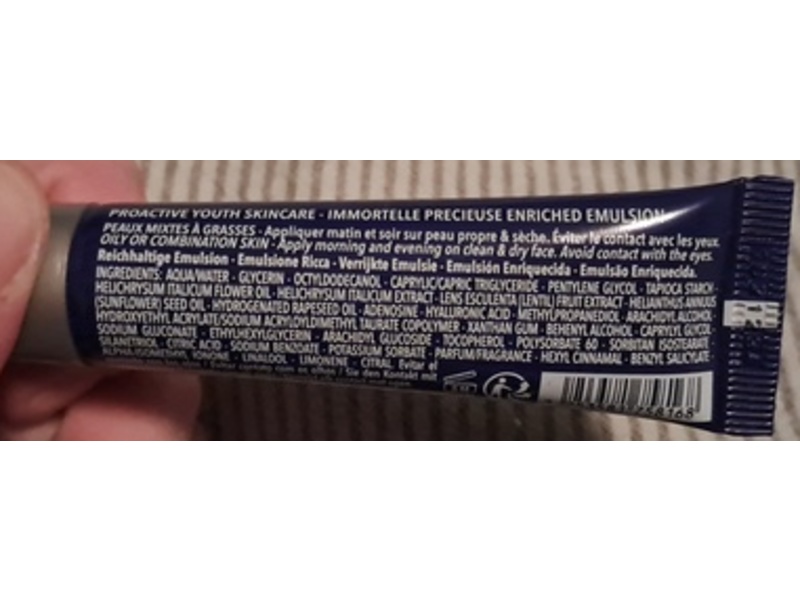 PROACTIVE YOUTH SKINCARE - IMMORTELLE PRECIEUSE ENRICHED EMULSION
PEAUX MIXTES À GRASSES - Appliquer matin et soir sur peau propre & sèche. Éviter le contact avec les yeux.
OILY OR COMBINATION SKIN - Apply morning and evening on clean & dry face. Avoid contact with the eyes.
Reichhaltige Emulsion - Emulsione Ricca - Verrijkte Emulsie - Emulsión Enriquecida - Emulsão Enriquecida.
INGREDIENTS: AQUA/WATER - GLYCERIN - OCTYLDODECANOL - CAPRYLIC/CAPRIC TRIGLYCERIDE - PENTYLENE GLYCOL - TAPIOCA STARCH -
HELICHRYSUM ITALICUM FLOWER OIL - HELICHRYSUM ITALICUM EXTRACT - LENS ESCULENTA (LENTIL) FRUIT EXTRACT - HELIANTHUS ANNUUS
(SUNFLOWER) SEED OIL - HYDROGENATED RAPESEED OIL - ADENOSINE - HYALURONIC ACID - METHYLPROPANEDIOL - ARACHIDYL ALCOHOL -
HYDROXYETHYL ACRYLATE/SODIUM ACRYLOYLDIMETHYL TAURATE COPOLYMER - XANTHAN GUM - BEHENYL ALCOHOL - CAPRYLYL GLYCOL -
SODIUM GLUCONATE - ETHYLHEXYLGLYCERIN - ARACHIDYL GLUCOSIDE - TOCOPHEROL - POLYSORBATE 60 - SORBITAN ISOSTEARATE -
SILANETRIOL - CITRIC ACID - SODIUM BENZOATE - POTASSIUM SORBATE - PARFUM/FRAGRANCE - HEXYL CINNAMAL - BENZYL SALICYLATE -
ALPHA-ISOMETHYL IONONE - LINALOOL - LIMONENE - CITRAL. Evitar el
Sie den Kontakt mit